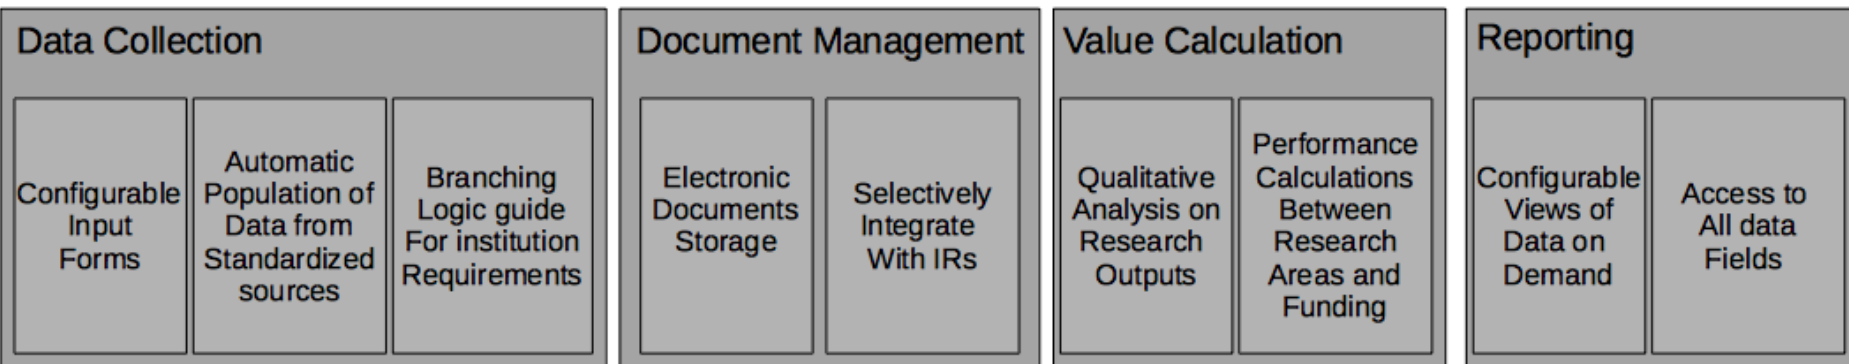 Data Collection
Configurable
Input
Forms
Automatic
Population of
Data from
Standardized
sources
Branching
Logic guide
For institution
Requirements
Document Management
Electronic
Documents
Storage
Selectively
Integrate
With IRs
Value Calculation
Qualitative
Analysis on
Research
Outputs
Performance
Calculations
Between
Research
Areas and
Funding
Reporting
Configurable
Views of
Data on
Demand
Access to
All data
Fields